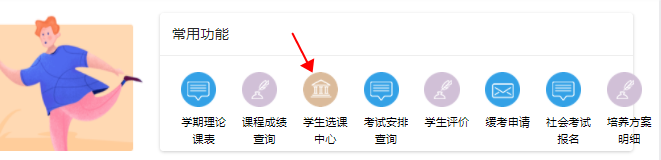 常用功能
学期理论 课程成绩 学生选课 考试安排 学生评价 缓考申请 社会考试 培养方案
课表 查询 中心 查询 报名 明细